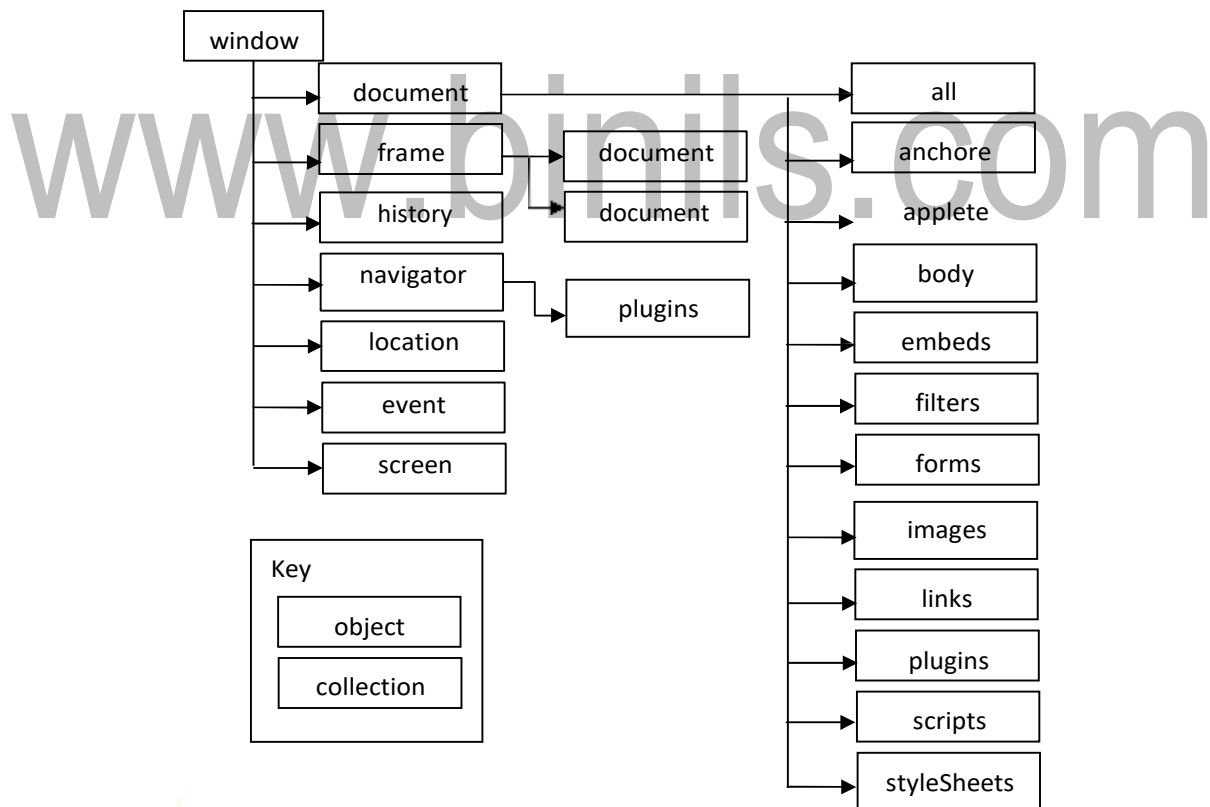 window
document
frame
history
navigator
location
event
screen
document
document
plugins
all
anchore
applete
body
embeds
filters
forms
images
links
plugins
scripts
styleSheets
Key
object
collection
www.binils.com